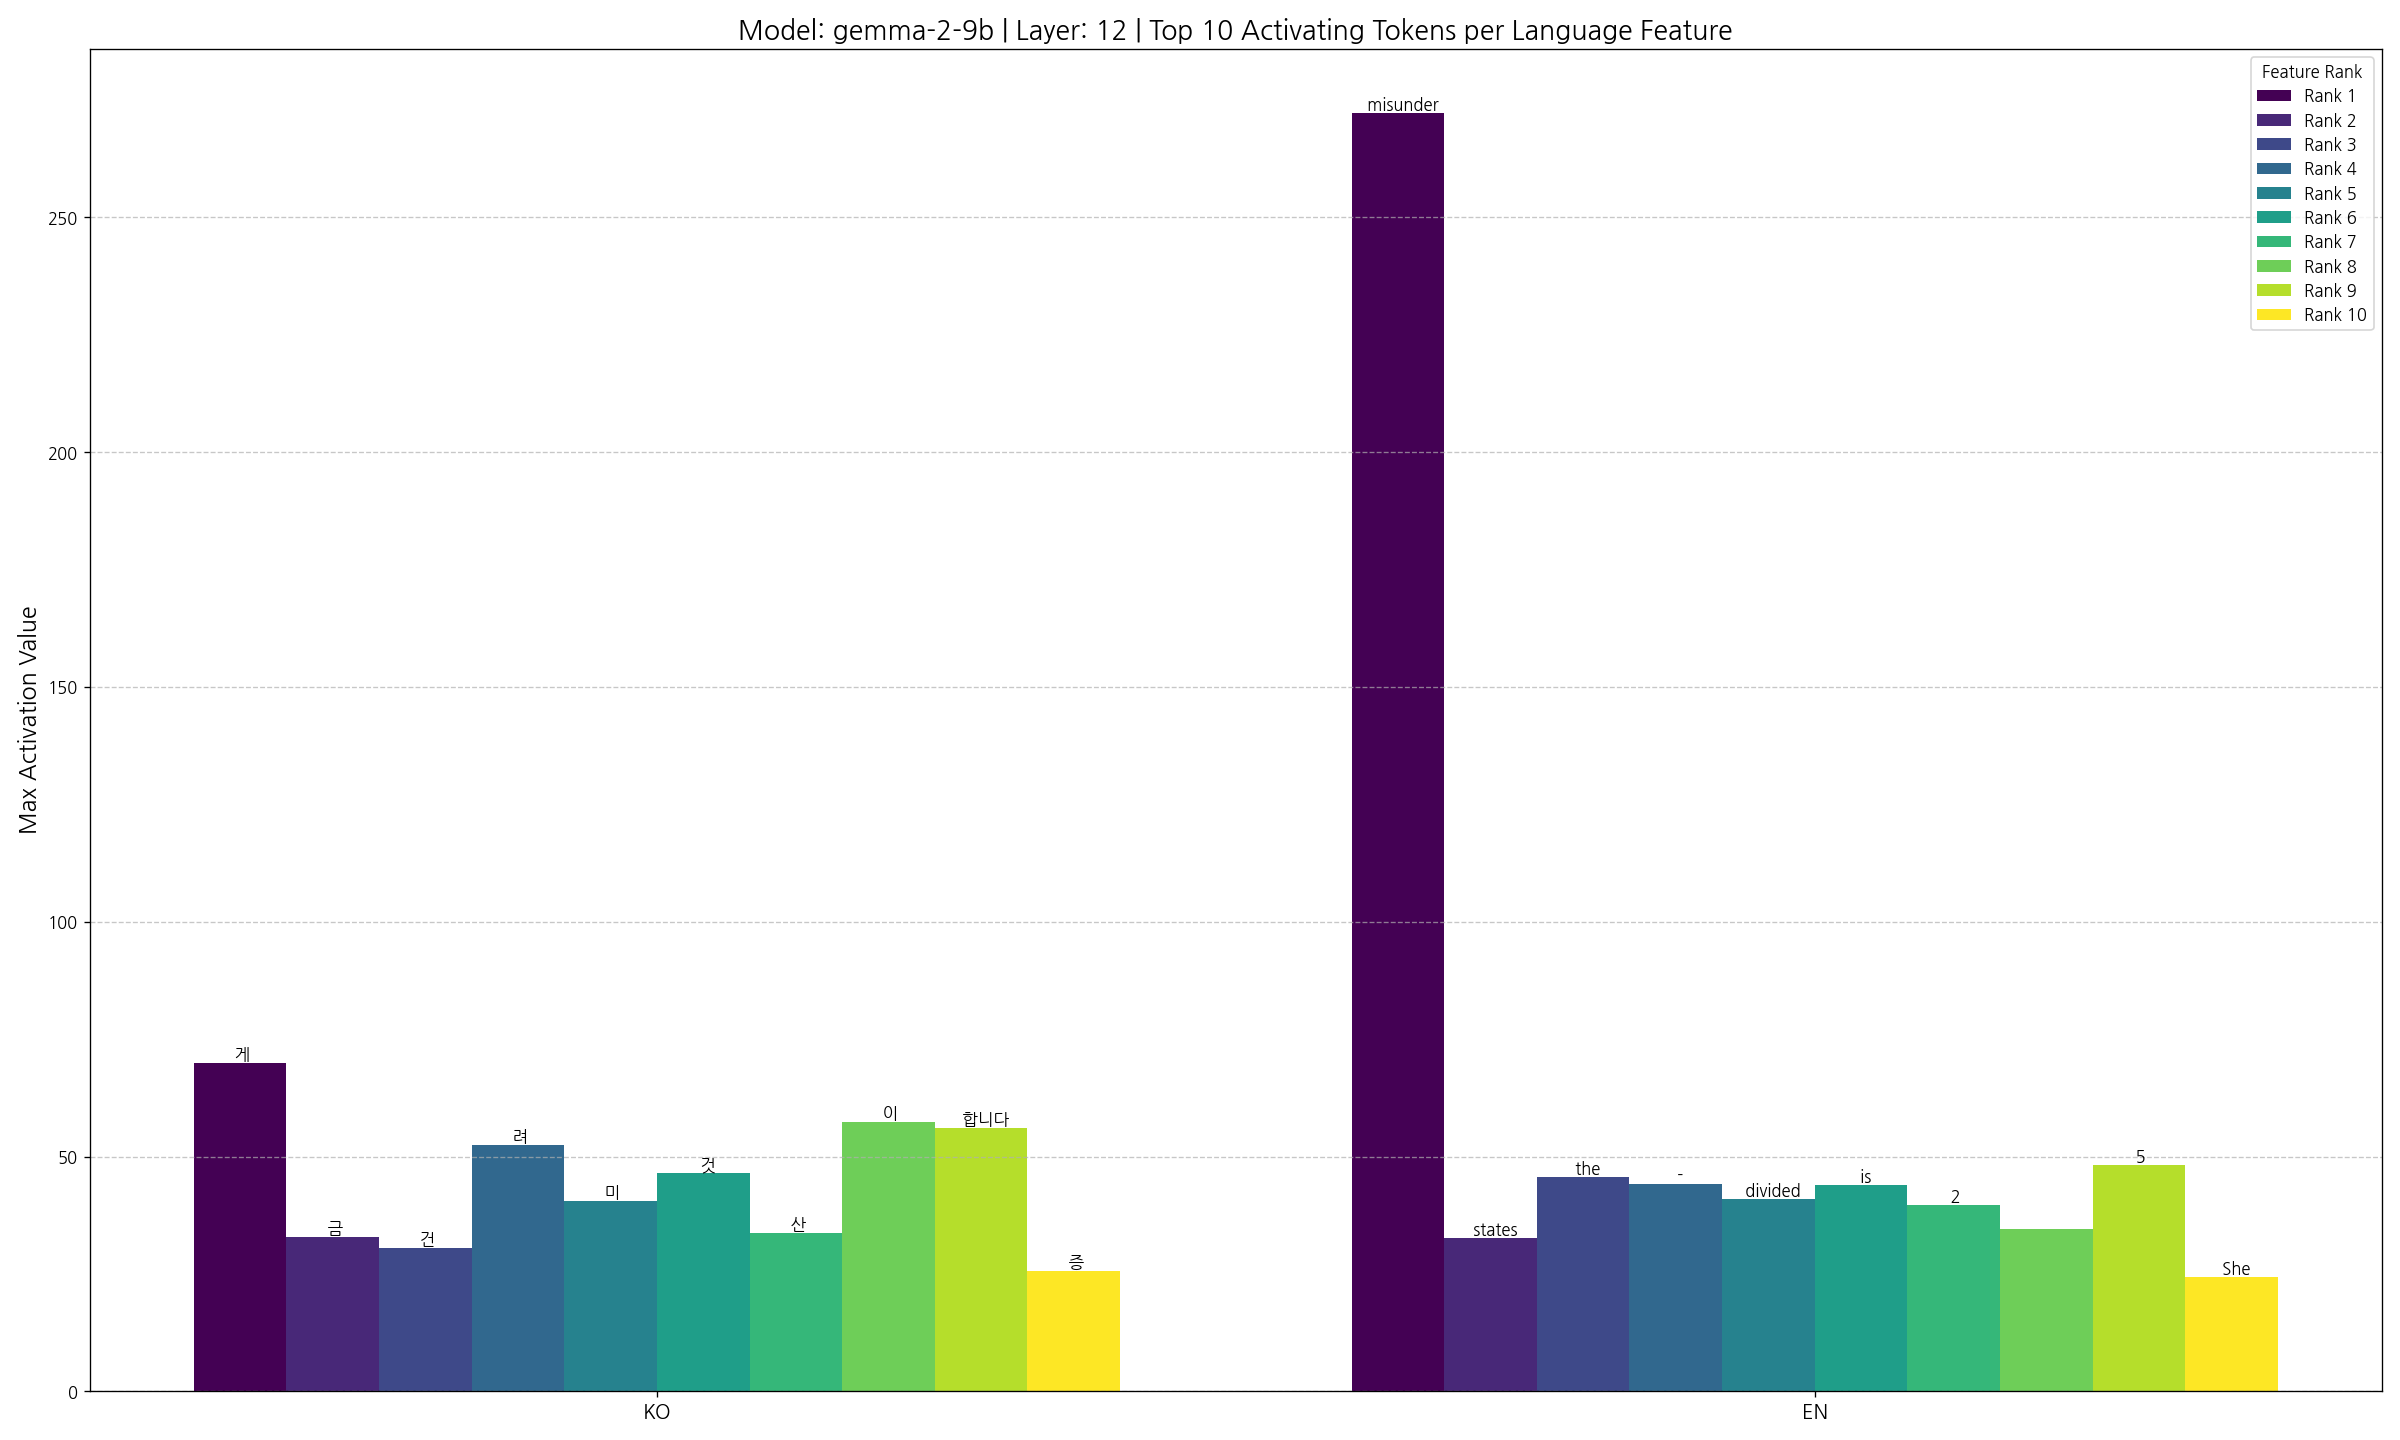 Model: gemma-2-9b | Layer: 12 | Top 10 Activating Tokens per Language Feature
Feature Rank
Rank 1
Rank 2
Rank 3
Rank 4
Rank 5
Rank 6
Rank 7
Rank 8
Rank 9
Rank 10
Max Activation Value
250
200
150
100
50
0
게
금
건
려
미
것
산
이
합니다
증
misunder
states
the
-
divided
is
2
5
She
KO
EN